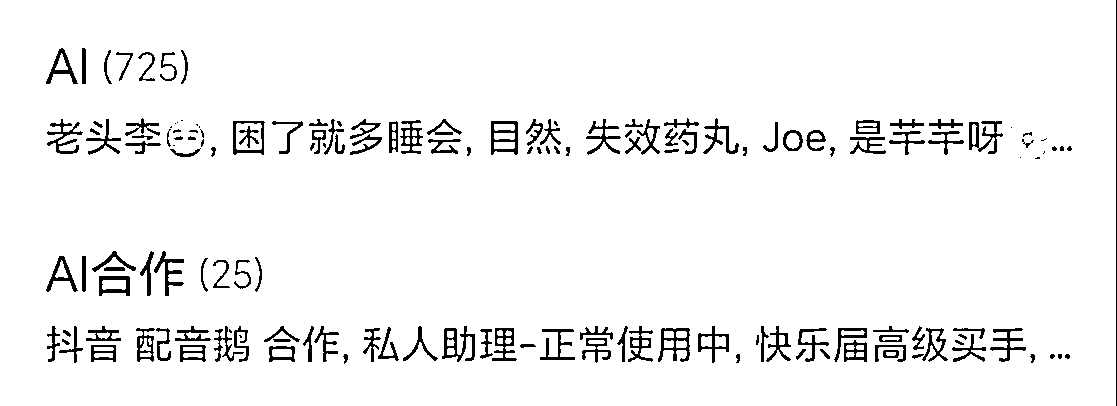 AI (725)
老头李😑, 困了就多睡会, 目然, 失效药丸, Joe, 是芊芊呀...
AI合作 (25)
抖音 配音鹅 合作, 私人助理-正常使用中, 快乐届高级买手, ...